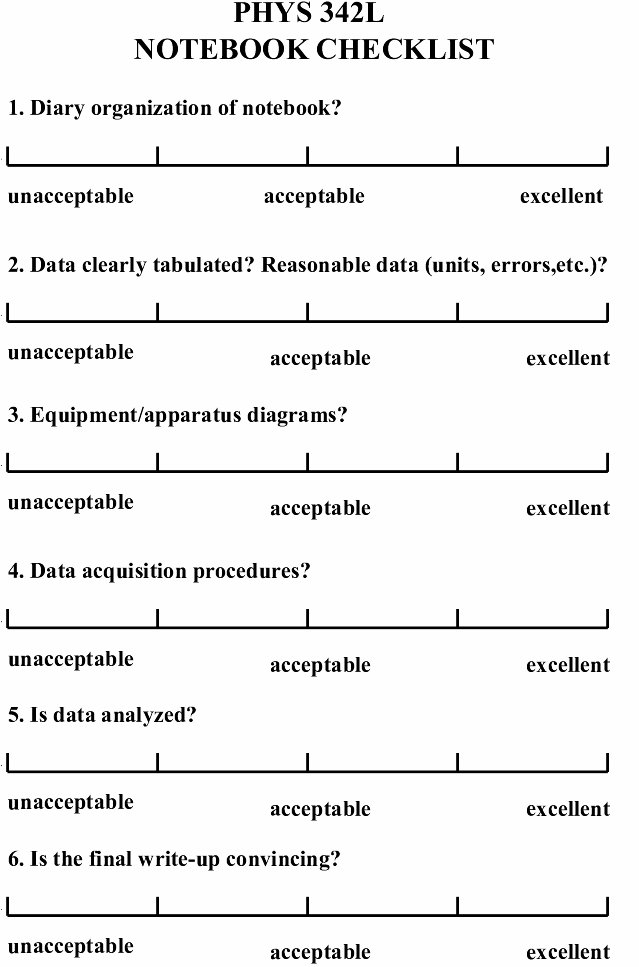 PHYS 342L
NOTEBOOK CHECKLIST
1. Diary organization of notebook?
unacceptable acceptable excellent
2. Data clearly tabulated? Reasonable data (units, errors,etc.)?
unacceptable acceptable excellent
3. Equipment/apparatus diagrams?
unacceptable acceptable excellent
4. Data acquisition procedures?
unacceptable acceptable excellent
5. Is data analyzed?
unacceptable acceptable excellent
6. Is the final write-up convincing?
unacceptable acceptable excellent